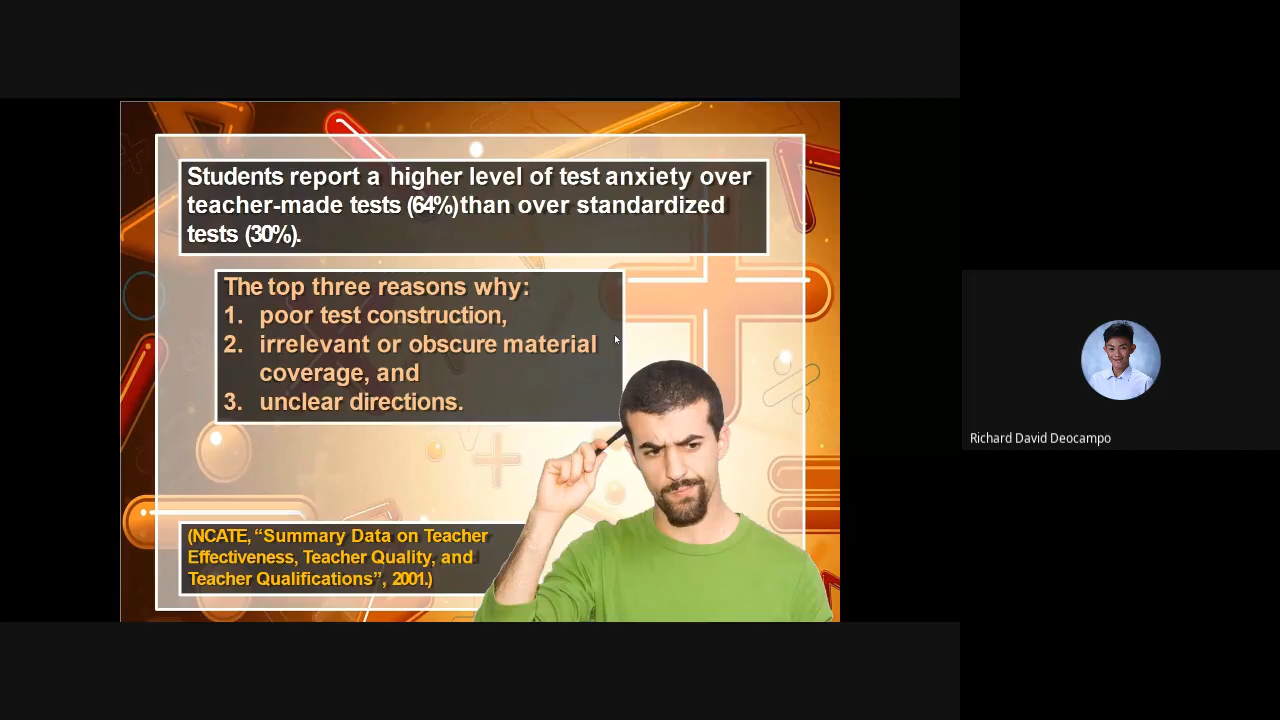 Students report a higher level of test anxiety over
teacher-made tests (64%)than over standardized
tests (30%).
The top three reasons why:
1. poor test construction,
2. irrelevant or obscure material
coverage, and
3. unclear directions.
(NCATE, “Summary Data on Teacher
Effectiveness, Teacher Quality, and
Teacher Qualifications”, 2001.)
Richard David Deocampo